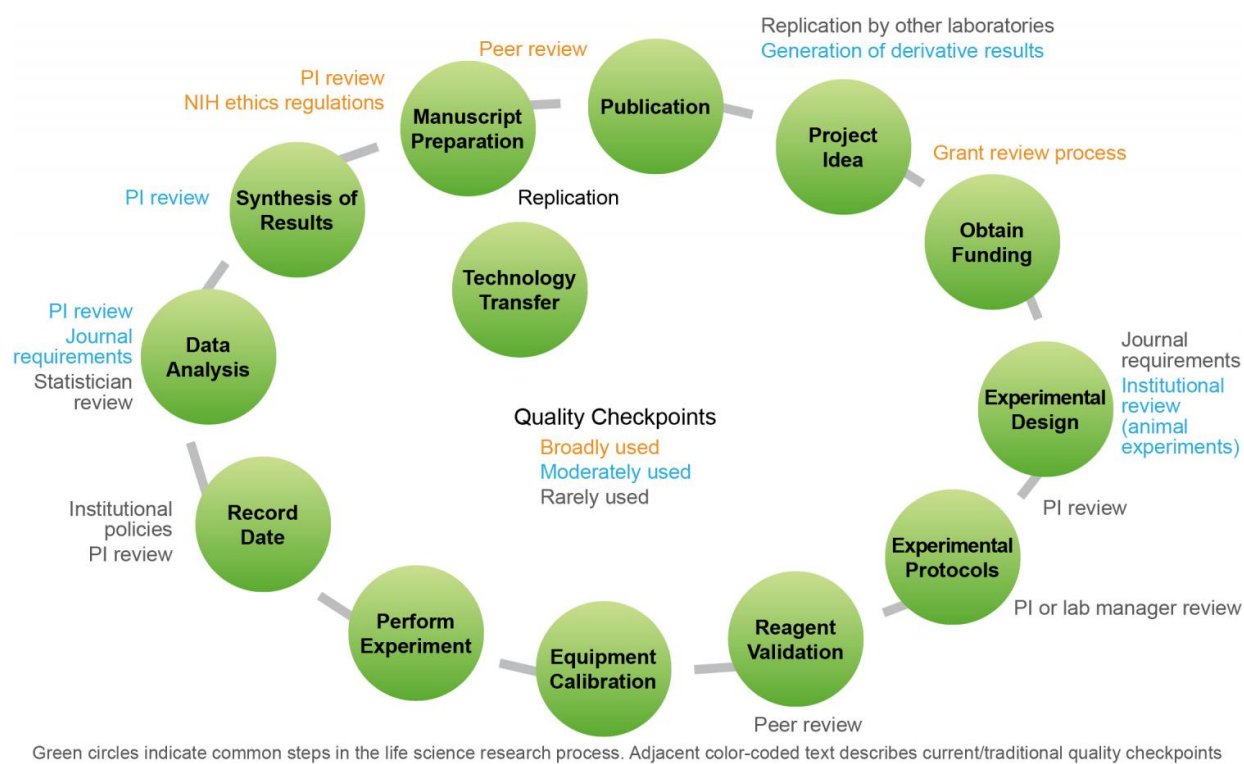 Replication by other laboratories
Generation of derivative results
Peer review
Publication
PI review
NIH ethics regulations
Manuscript
Preparation
Project
Idea
Grant review process
PI review
Synthesis of
Results
Replication
Technology
Transfer
Obtain
Funding
PI review
Journal
requirements
Statistician
review
Data
Analysis
Journal
requirements
Institutional
review
(animal
experiments)
Experimental
Design
Quality Checkpoints
Broadly used
Moderately used
Rarely used
PI review
Institutional
policies
PI review
Record
Date
Experimental
Protocols
PI or lab manager review
Perform
Experiment
Equipment
Calibration
Reagent
Validation
Peer review
Green circles indicate common steps in the life science research process. Adjacent color-coded text describes current/traditional quality checkpoints